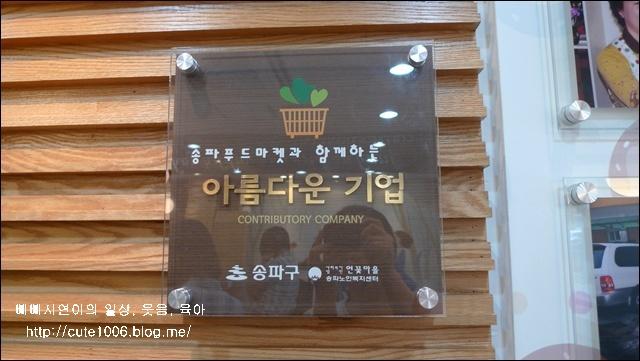 송파푸드마켓과 함께하는
아름다운 기업
CONTRIBUTORY COMPANY
송파구 연꽃마을
송파노인복지센터
삐삐시연이의 일상, 웃음, 육아
http://cute1006.blog.me/